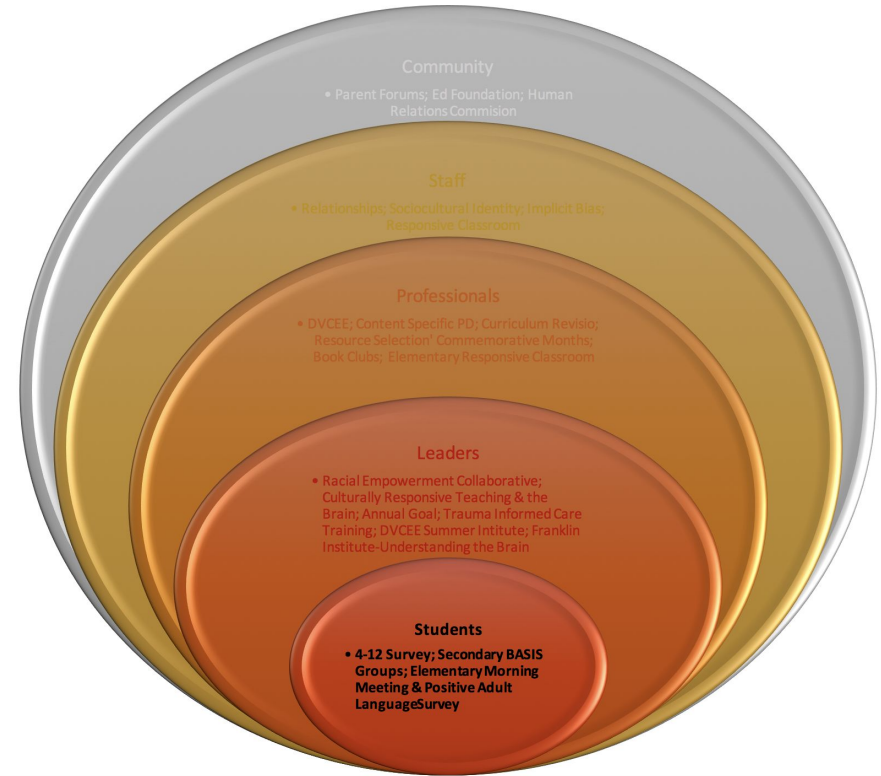 Community
• Parent Forums; Ed Foundation; Human
Relations Commision
Staff
• Relationships; Sociocultural Identity; Implicit Bias;
Responsive Classroom
Professionals
• DVCEE; Content Specific PD; Curriculum Revisio;
Resource Selection' Commemorative Months;
Book Clubs; Elementary Responsive Classroom
Leaders
• Racial Empowerment Collaborative;
Culturally Responsive Teaching & the
Brain; Annual Goal; Trauma Informed Care
Training; DVCEE Summer Intitute; Franklin
Institute-Understanding the Brain
Students
• 4-12 Survey; Secondary BASIS
Groups; Elementary Morning
Meeting & Positive Adult
LanguageSurvey